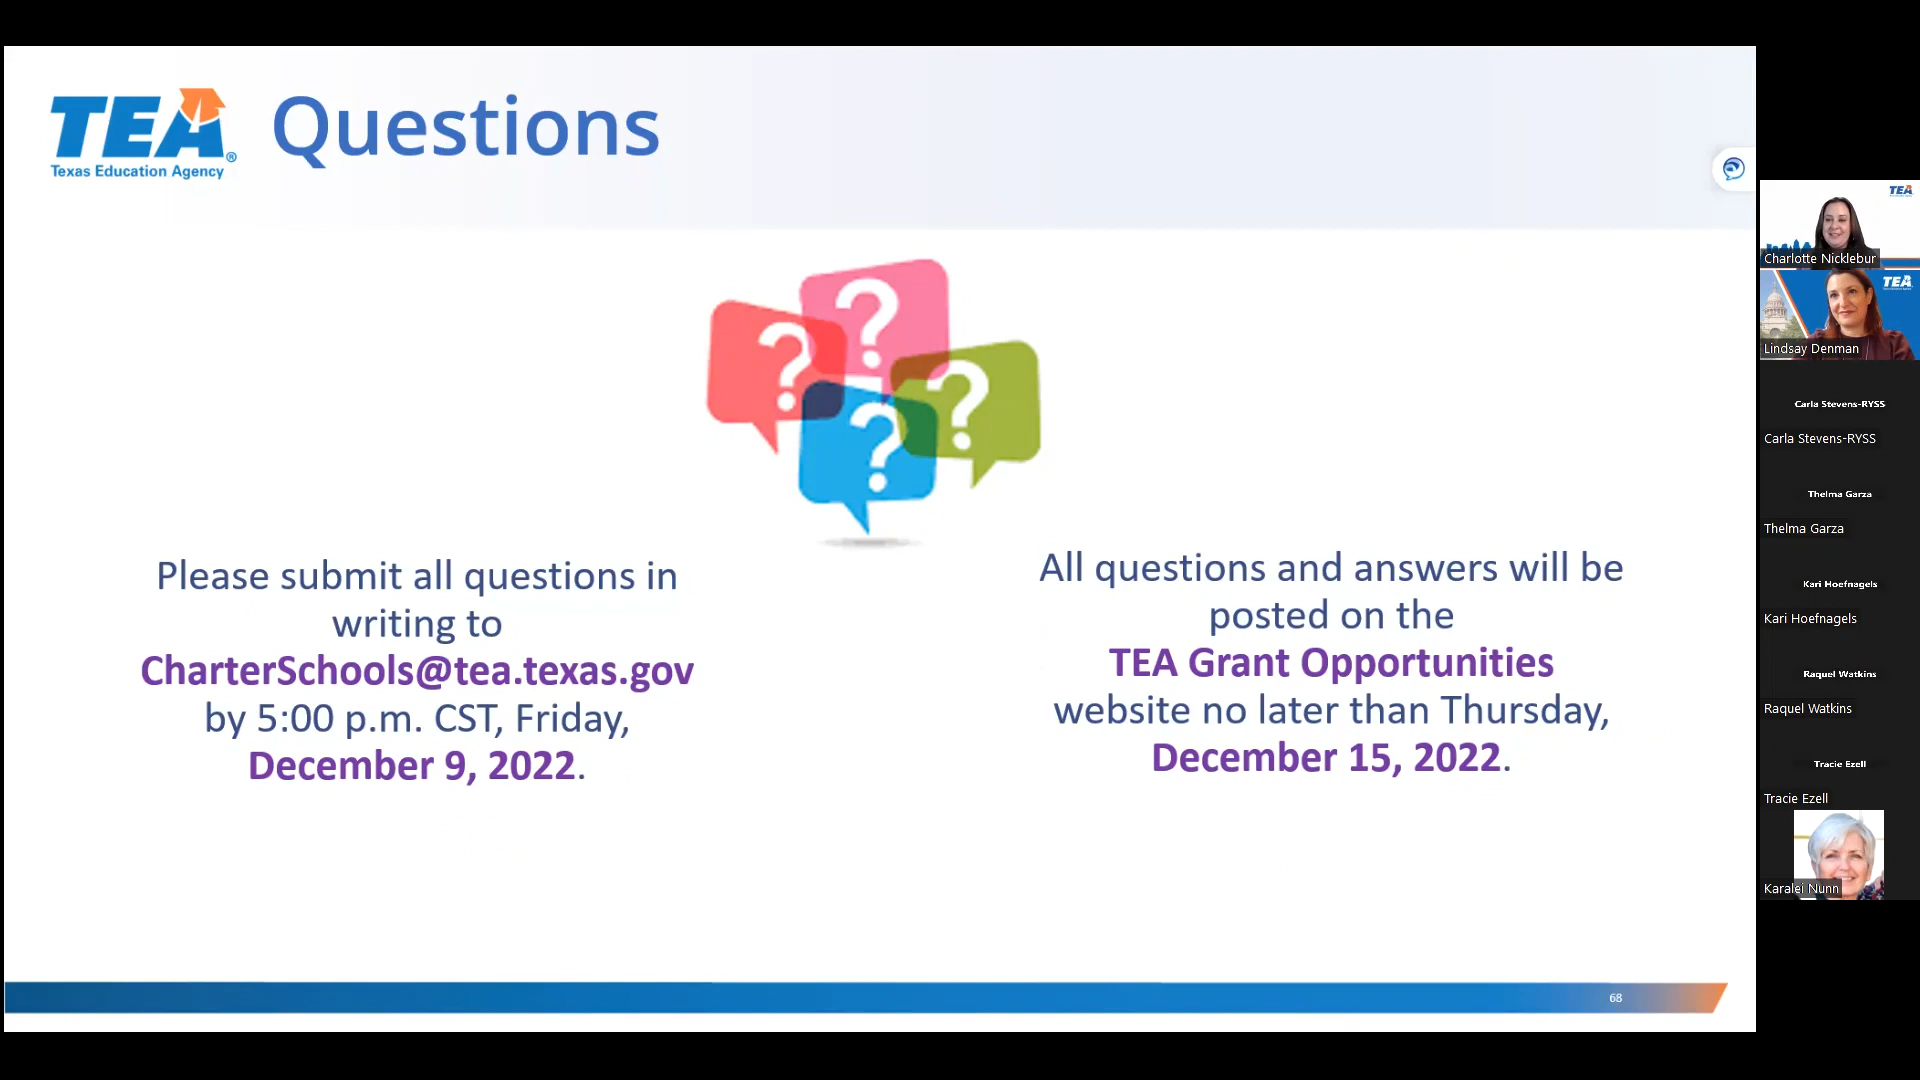 TEA®
Texas Education Agency
Questions
? ? ? ?
Please submit all questions in
writing to
CharterSchools@tea.texas.gov
by 5:00 p.m. CST, Friday,
December 9, 2022.
All questions and answers will be
posted on the
TEA Grant Opportunities
website no later than Thursday,
December 15, 2022.
68
TEA
Charlotte Nicklebur
TEA
Lindsay Denman
Carla Stevens-RYSS
Carla Stevens-RYSS
Thelma Garza
Thelma Garza
Kari Hoefnagels
Kari Hoefnagels
Raquel Watkins
Raquel Watkins
Tracie Ezell
Tracie Ezell
Karalei Nunn